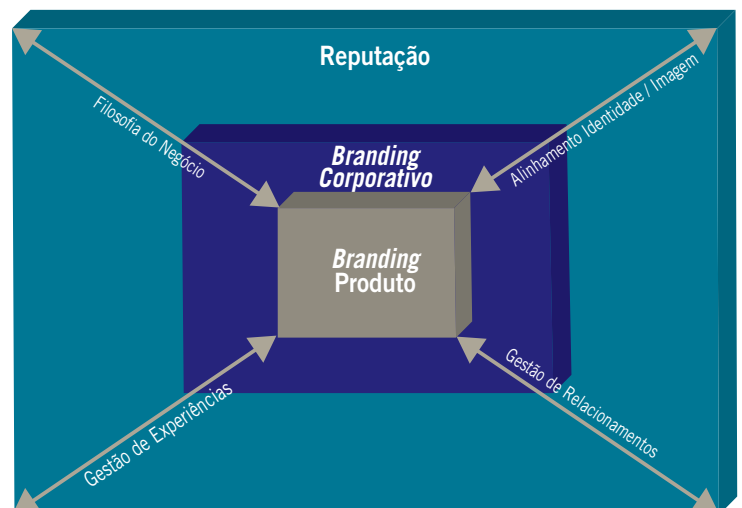 Reputação
Filosofia do Negócio
Alinhamento Identidade / Imagem
Branding
Corporativo
Branding
Produto
Gestão de Experiências
Gestão de Relacionamentos